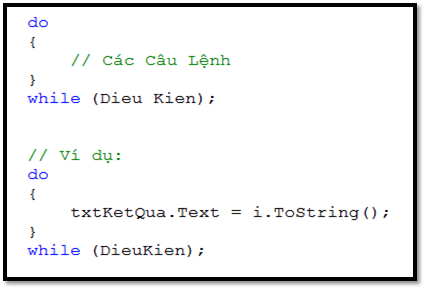 do
{
// Các Câu Lệnh
}
while (Dieu Kien);
// Ví dụ:
do
{
txtKetQua.Text = i.ToString();
}
while (DieuKien);